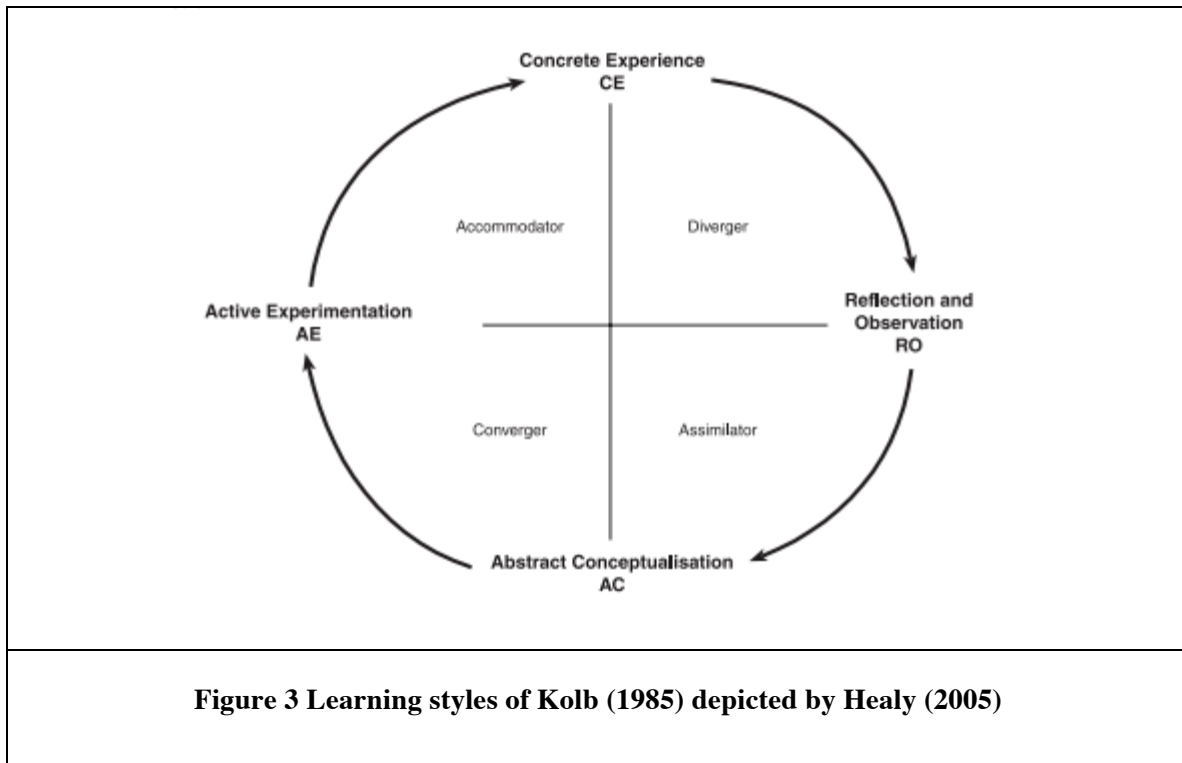 Concrete Experience
CE
Accommodator
Diverger
Active Experimentation
AE
Reflection and
Observation
RO
Converger
Assimilator
Abstract Conceptualisation
AC
Figure 3 Learning styles of Kolb (1985) depicted by Healy (2005)